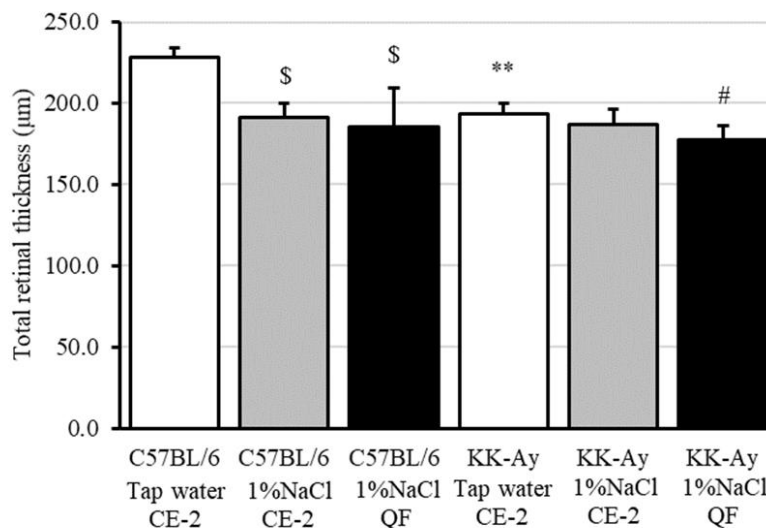 Total retinal thickness (μm)
250.0
200.0
150.0
100.0
50.0
0.0
$
$
**
#
C57BL/6 C57BL/6 C57BL/6 KK-Ay KK-Ay KK-Ay
Tap water 1%NaCl 1%NaCl Tap water 1%NaCl 1%NaCl
CE-2 CE-2 QF CE-2 CE-2 QF